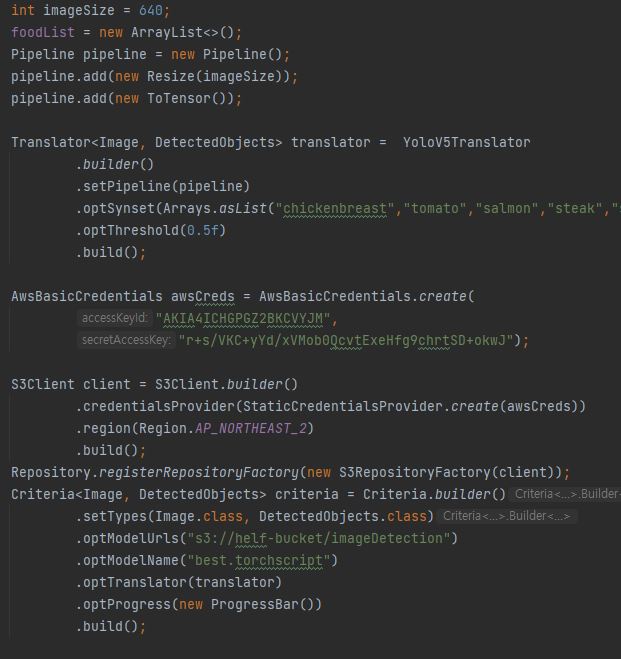 int imageSize = 640;
foodList = new ArrayList<>();
Pipeline pipeline = new Pipeline();
pipeline.add(new Resize(imageSize));
pipeline.add(new ToTensor());
Translator<Image, DetectedObjects> translator =  YoloV5Translator
.builder()
.setPipeline(pipeline)
.optSynset(Arrays.asList("chickenbreast","tomato","salmon","steak","
.optThreshold(0.5f)
.build();
AwsBasicCredentials awsCreds = AwsBasicCredentials.create(
accessKeyId: "AKIA4ICHGPGZ2BKCVYJM",
secretAccessKey: "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");
S3Client client = S3Client.builder()
.credentialsProvider(StaticCredentialsProvider.create(awsCreds))
.region(Region.AP_NORTHEAST_2)
.build();
Repository.registerRepositoryFactory(new S3RepositoryFactory(client));
Criteria<Image, DetectedObjects> criteria = Criteria.builder() Criteria<...>.Builder<
.setTypes(Image.class, DetectedObjects.class) Criteria<...>.Builder<...>
.optModelUrls("s3://helf-bucket/imageDetection")
.optModelName("best.torchscript")
.optTranslator(translator)
.optProgress(new ProgressBar())
.build();